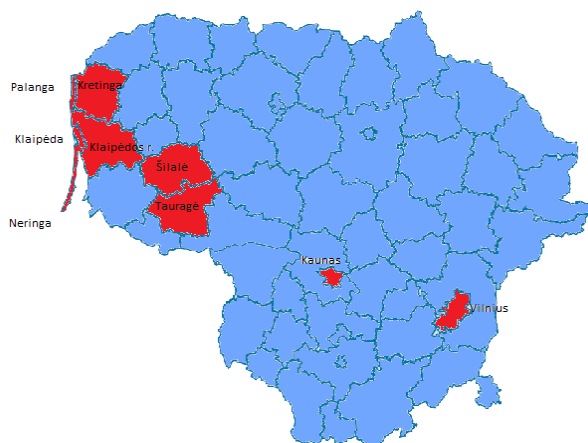 Palanga
Kretinga
Klaipėda
Klaipėdos r.
Šilalė
Tauragė
Neringa
Kaunas
Vilnius